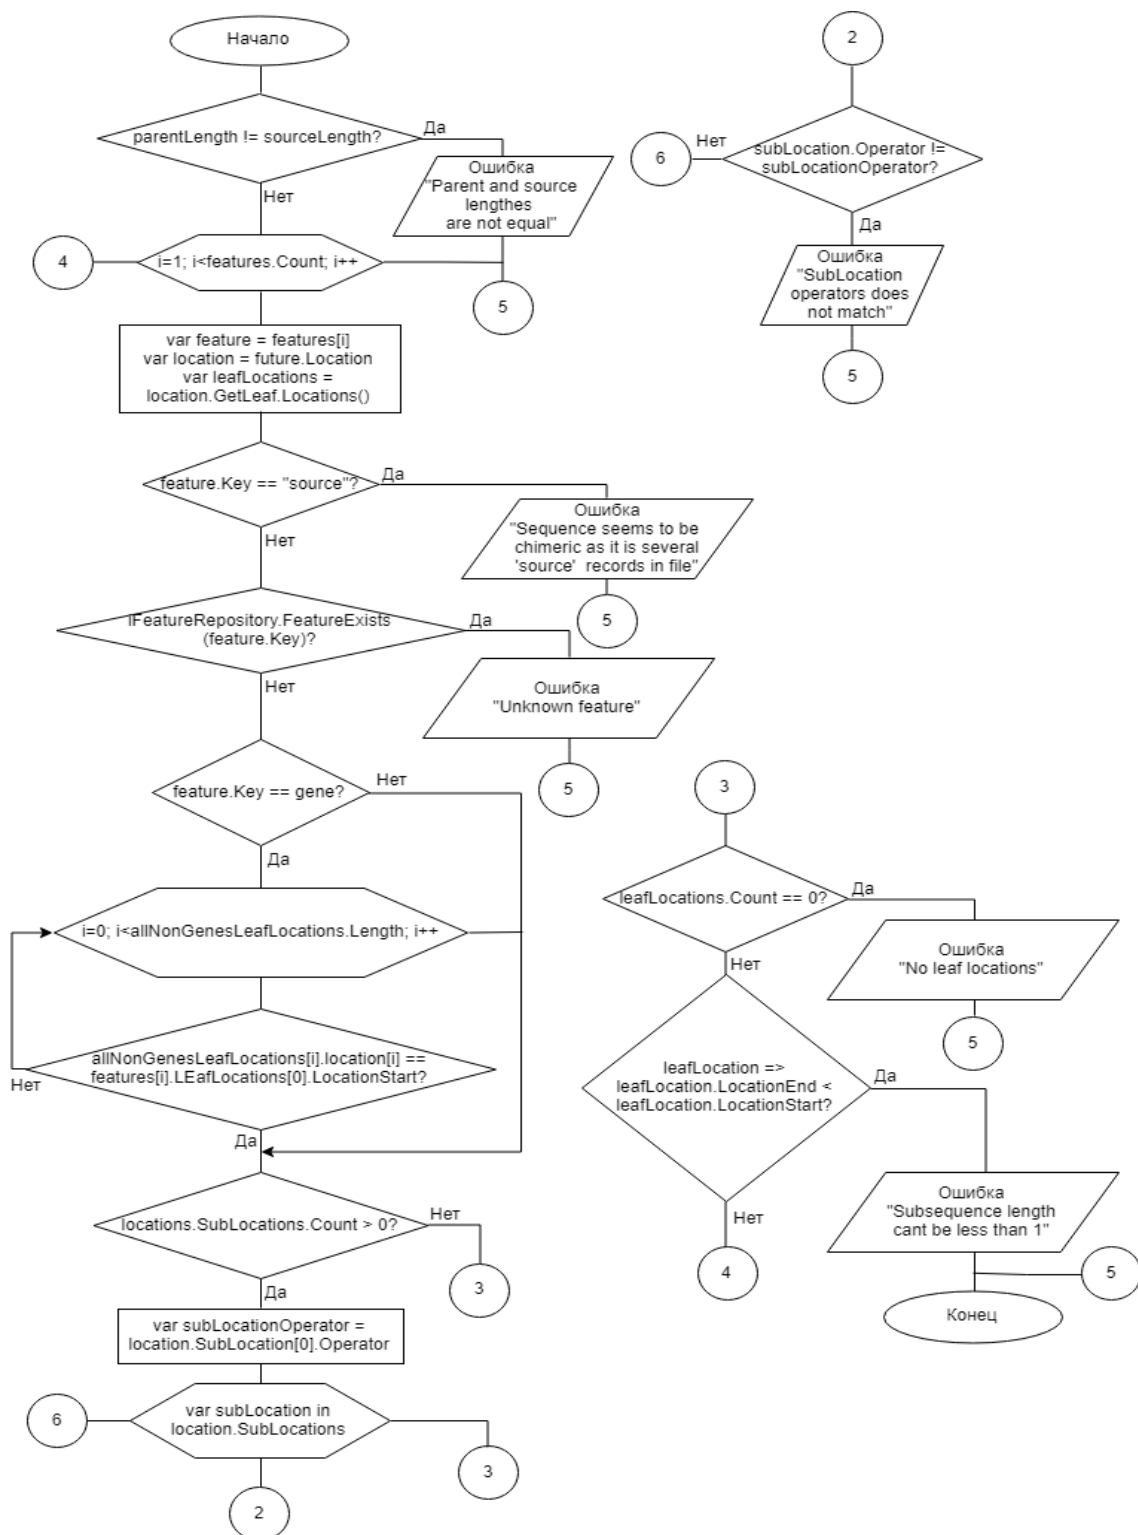 Начало
parentLength != sourceLength?
Да
Ошибка
"Parent and source
lengthes
are not equal"
Нет
4
i=1; i<features.Count; i++
5
var feature = features[i]
var location = future.Location
var leafLocations =
location.GetLeaf.Locations()
feature.Key == "source"?
Да
Ошибка
"Sequence seems to be
chimeric as it is several
'source' records in file"
5
Нет
iFeatureRepository.FeatureExists
(feature.Key)?
Да
Ошибка
"Unknown feature"
5
Нет
feature.Key == gene?
Нет
Да
i=0; i<allNonGenesLeafLocations.Length; i++
allNonGenesLeafLocations[i].location[i] ==
features[i].LEafLocations[0].LocationStart?
Нет
Да
locations.SubLocations.Count > 0?
Нет
3
Да
var subLocationOperator =
location.SubLocation[0].Operator
6
var subLocation in
location.SubLocations
3
2
2
Нет
6
subLocation.Operator !=
subLocationOperator?
Да
Ошибка
"SubLocation
operators does
not match"
5
3
leafLocations.Count == 0?
Да
Ошибка
"No leaf locations"
5
Нет
leafLocation =>
leafLocation.LocationEnd <
leafLocation.LocationStart?
Да
Ошибка
"Subsequence length
cant be less than 1"
Нет
4
5
Конец